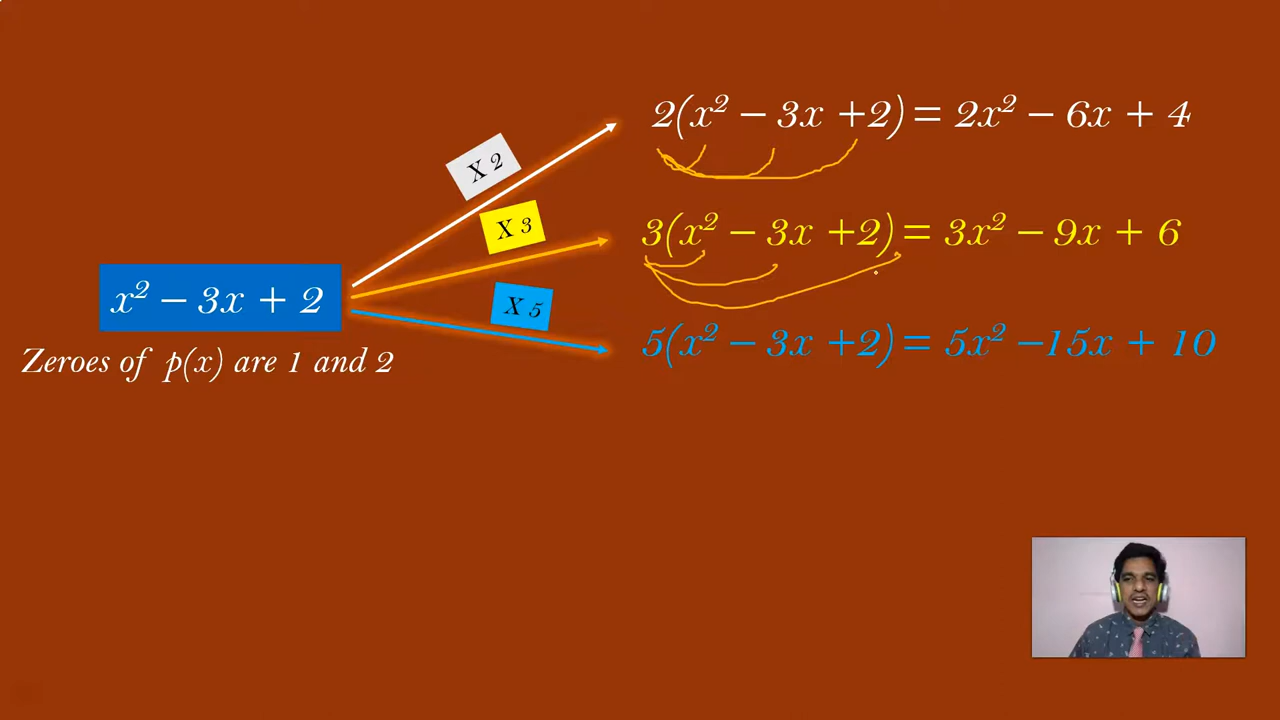 2(x² − 3x +2)= 2x² − 6x + 4
X 2
X 3
3(x² − 3x +2)= 3x² − 9x + 6
x² − 3x + 2
X 5
5(x² − 3x +2)= 5x² −15x + 10
Zeroes of p(x) are 1 and 2